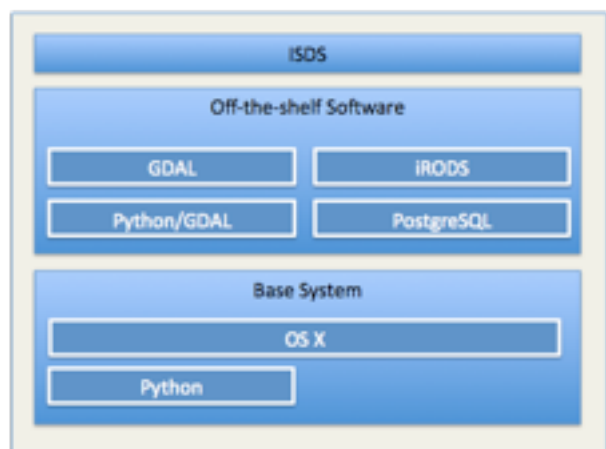 ISDS
Off-the-shelf Software
GDAL
iRODS
Python/GDAL
PostgreSQL
Base System
OS X
Python